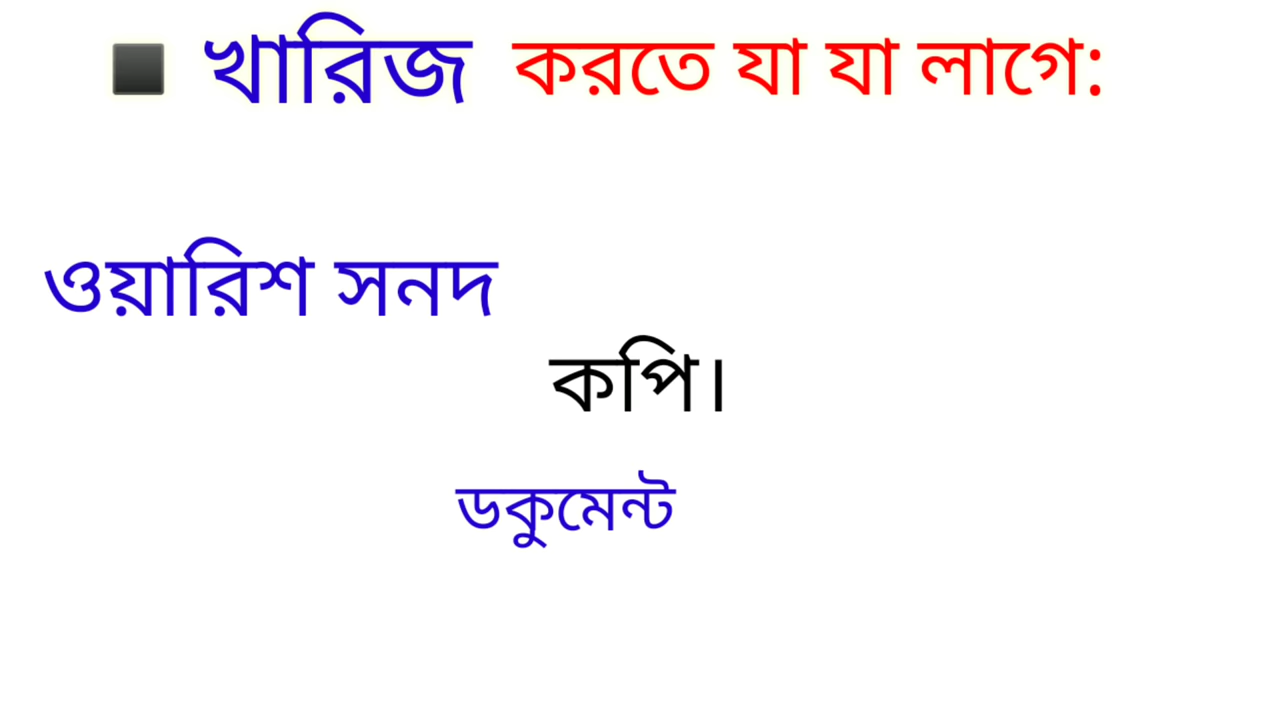 ▪ খারিজ করতে যা যা লাগে:
ওয়ারিশ সনদ
কপি।
ডকুমেন্ট